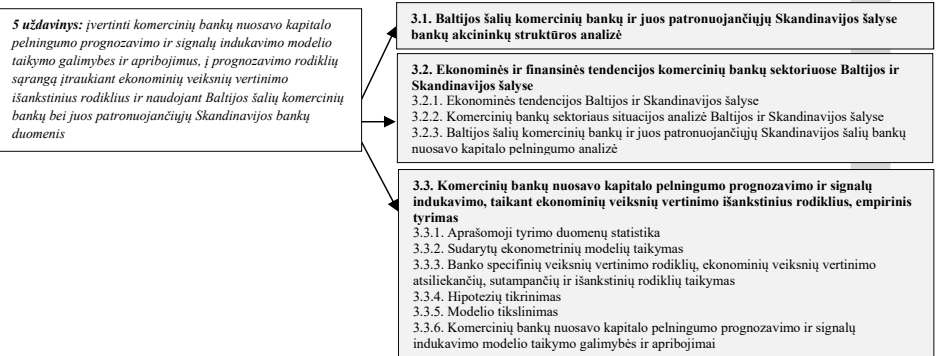 5 uždavinys: įvertinti komercinių bankų nuosavo kapitalo
pelningumo prognozavimo ir signalų indukavimo modelio
taikymo galimybes ir apribojimus, į prognozavimo rodiklių
sąrangą įtraukiant ekonominių veiksnių vertinimo
išankstinius rodiklius ir naudojant Baltijos šalių komercinių
bankų bei juos patronuojančiųjų Skandinavijos bankų
duomenis
3.1. Baltijos šalių komercinių bankų ir juos patronuojančiųjų Skandinavijos šalyse
bankų akcininkų struktūros analizė
3.2. Ekonominės ir finansinės tendencijos komercinių bankų sektoriuose Baltijos ir
Skandinavijos šalyse
3.2.1. Ekonominės tendencijos Baltijos ir Skandinavijos šalyse
3.2.2. Komercinių bankų sektoriaus situacijos analizė Baltijos ir Skandinavijos šalyse
3.2.3. Baltijos šalių komercinių bankų ir juos patronuojančiųjų Skandinavijos šalių bankų
nuosavo kapitalo pelningumo analizė
3.3. Komercinių bankų nuosavo kapitalo pelningumo prognozavimo ir signalų
indukavimo, taikant ekonominių veiksnių vertinimo išankstinius rodiklius, empirinis
tyrimas
3.3.1. Aprašomoji tyrimo duomenų statistika
3.3.2. Sudarytų ekonometrinių modelių taikymas
3.3.3. Banko specifinių veiksnių vertinimo rodiklių, ekonominių veiksnių vertinimo
atsiliekančių, sutampančių ir išankstinių rodiklių taikymas
3.3.4. Hipotezių tikrinimas
3.3.5. Modelio tikslinimas
3.3.6. Komercinių bankų nuosavo kapitalo pelningumo prognozavimo ir signalų
indukavimo modelio taikymo galimybės ir apribojimai